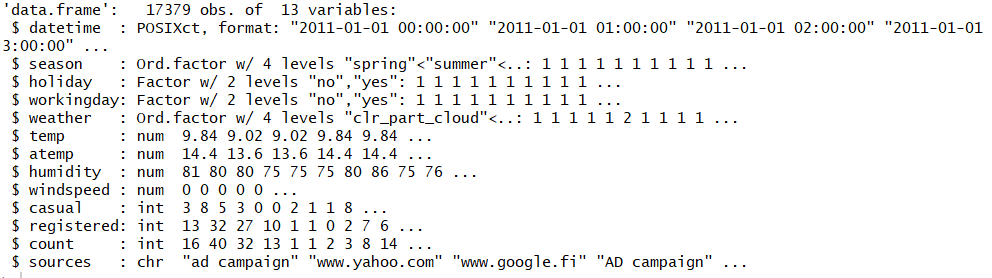 'data.frame':   17379 obs. of  13 variables:
 $ datetime  : POSIXct, format: "2011-01-01 00:00:00" "2011-01-01 01:00:00" "2011-01-01 02:00:00" "2011-01-01 0
3:00:00" ...
 $ season    : Ord.factor w/ 4 levels "spring"<"summer"<..: 1 1 1 1 1 1 1 1 1 1 ...
 $ holiday   : Factor w/ 2 levels "no","yes": 1 1 1 1 1 1 1 1 1 1 ...
 $ workingday: Factor w/ 2 levels "no","yes": 1 1 1 1 1 1 1 1 1 1 ...
 $ weather   : Ord.factor w/ 4 levels "clr_part_cloud"<..: 1 1 1 1 1 2 1 1 1 1 ...
 $ temp      : num  9.84 9.02 9.02 9.84 9.84 ...
 $ atemp     : num  14.4 13.6 13.6 14.4 14.4 ...
 $ humidity  : num  81 80 80 75 75 75 80 86 75 76 ...
 $ windspeed : num  0 0 0 0 0 ...
 $ casual    : int  3 8 5 3 0 0 2 1 1 8 ...
 $ registered: int  13 32 27 10 1 1 0 2 7 6 ...
 $ count     : int  16 40 32 13 1 1 2 3 8 14 ...
 $ sources   : chr  "ad campaign" "www.yahoo.com" "www.google.fi" "AD campaign" ...